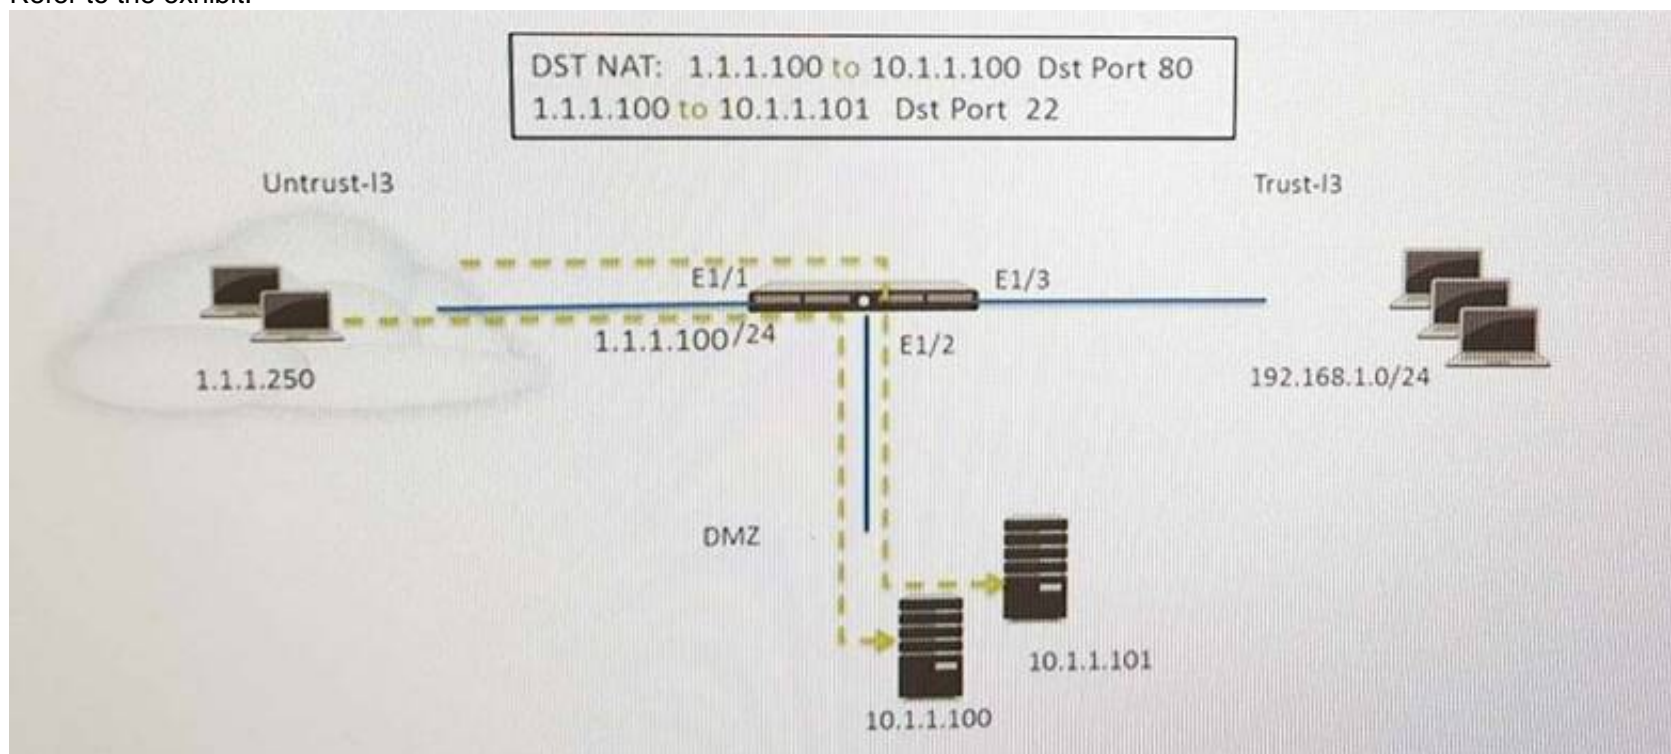 Refer to the exhibit.
DST NAT: 1.1.1.100 to 10.1.1.100 Dst Port 80
1.1.1.100 to 10.1.1.101 Dst Port 22
Untrust-l3
Trust-l3
E1/1
E1/3
1.1.1.100/24
E1/2
1.1.1.250
192.168.1.0/24
DMZ
10.1.1.101
10.1.1.100